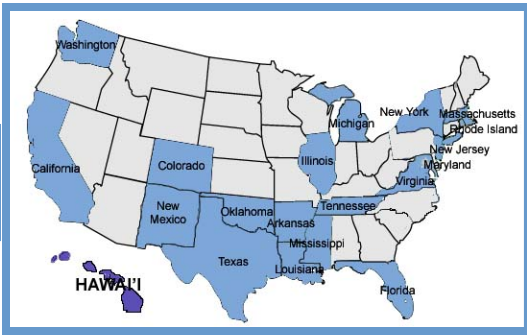 Washington
New York
Massachusetts
Michigan
Rhode Island
New Jersey
Maryland
Illinois
California
Colorado
Virginia
New
Mexico
Oklahoma
Tennessee
Arkansas
Mississippi
Texas
Louisiana
HAWAI'I
Florida